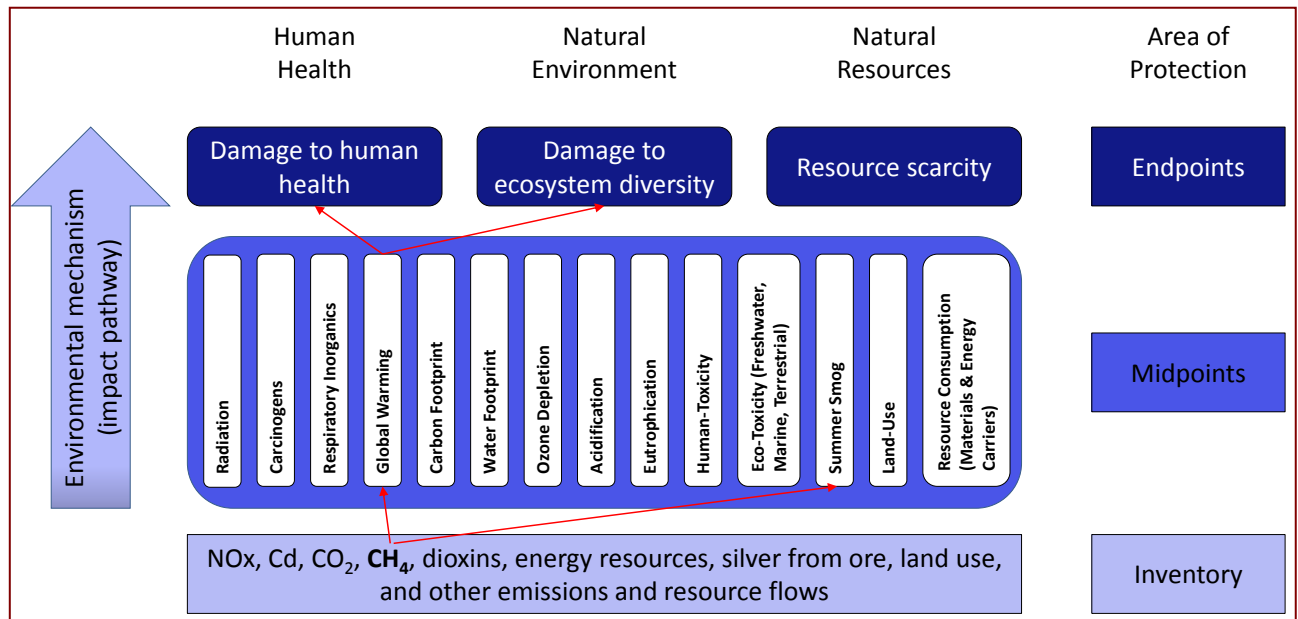 Human
Health
Natural
Environment
Natural
Resources
Area of
Protection
Environmental mechanism
(impact pathway)
Damage to human
health
Damage to
ecosystem diversity
Resource scarcity
Endpoints
Radiation
Carcinogens
Respiratory Inorganics
Global Warming
Carbon Footprint
Water Footprint
Ozone Depletion
Acidification
Eutrophication
Human-Toxicity
Eco-Toxicity (Freshwater,
Marine, Terrestrial)
Summer Smog
Land-Use
Resource Consumption
(Materials & Energy
Carriers)
Midpoints
NOx, Cd, CO₂, CH₄, dioxins, energy resources, silver from ore, land use,
and other emissions and resource flows
Inventory